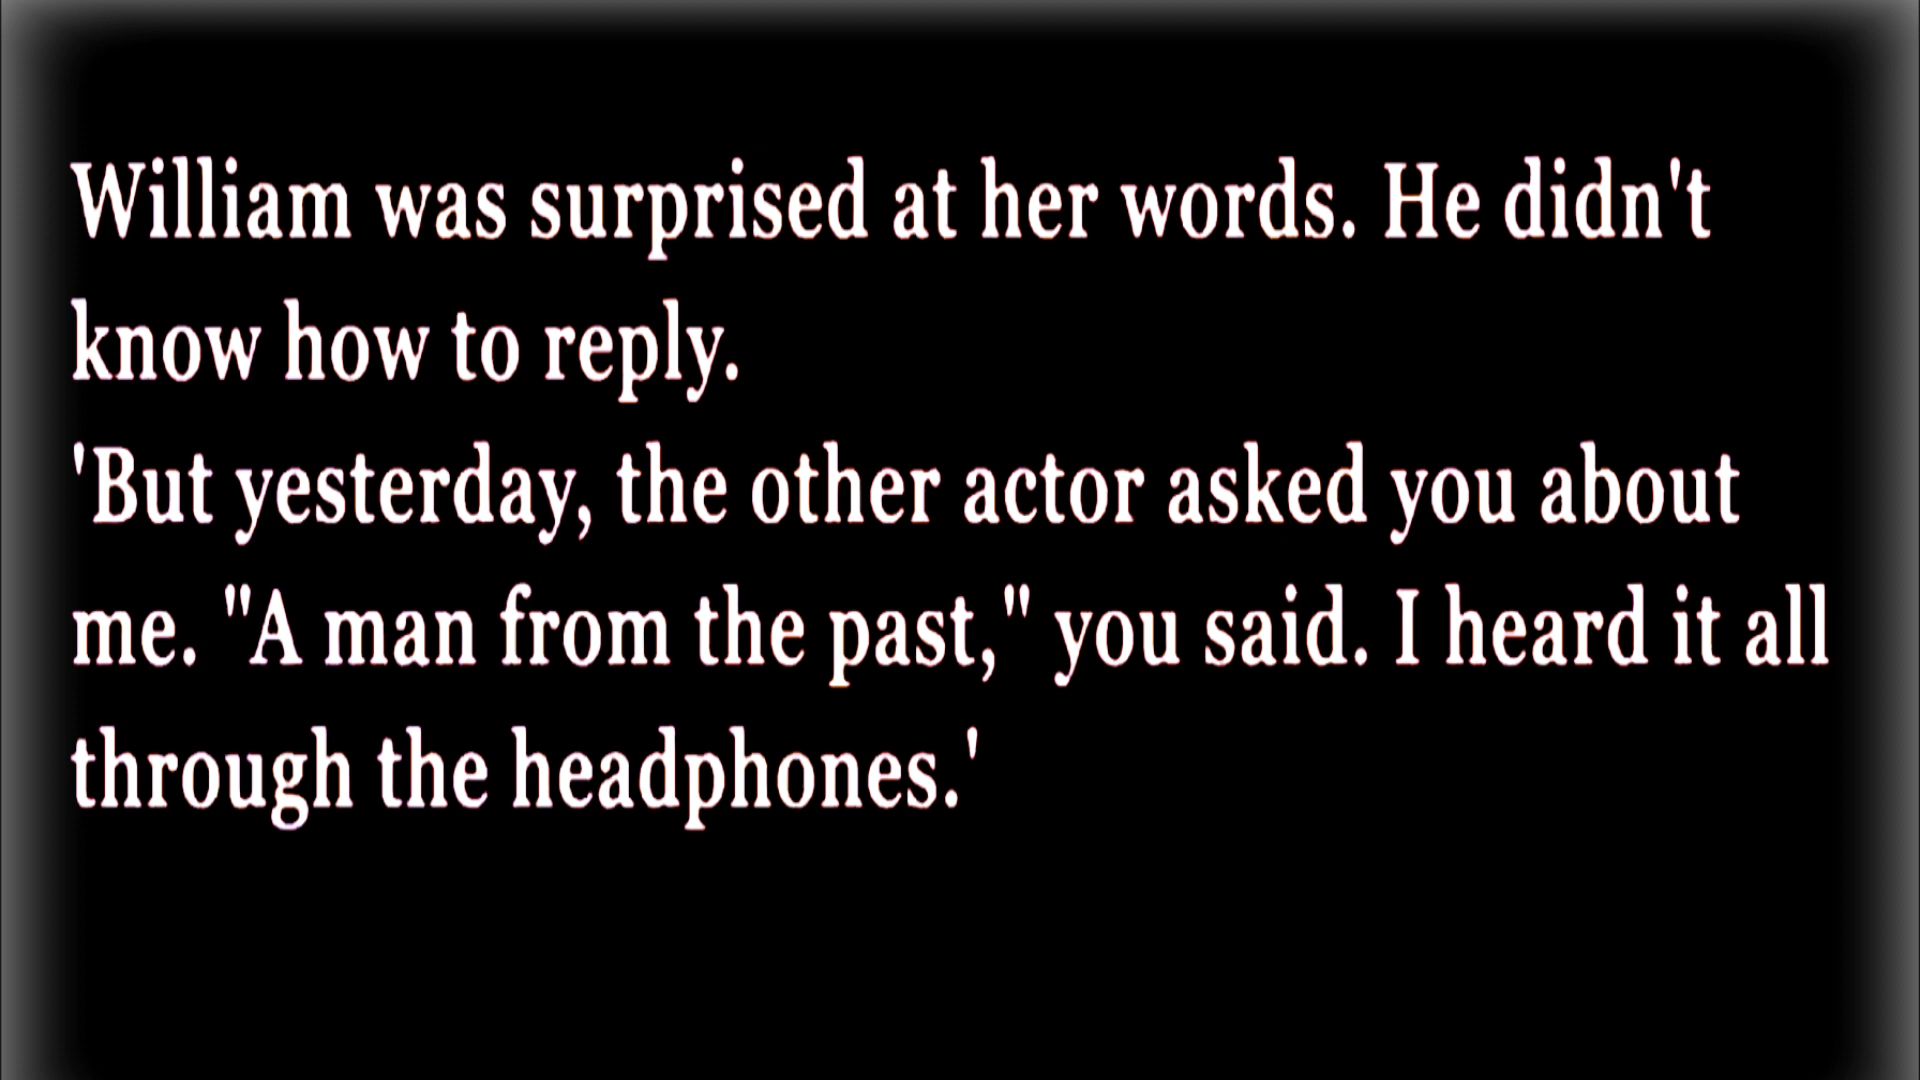 William was surprised at her words. He didn't
know how to reply.
'But yesterday, the other actor asked you about
me. "A man from the past," you said. I heard it all
through the headphones.'